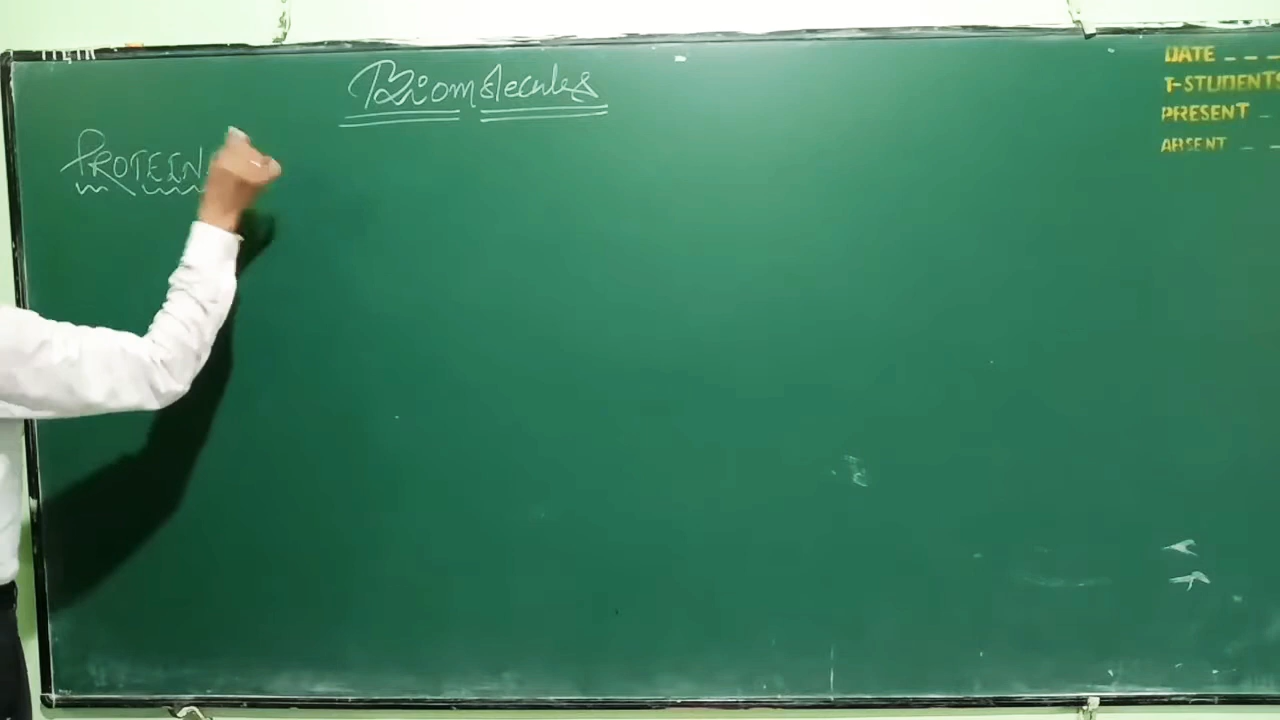 Biomolecules
PROTEIN
DATE _ _ _
T-STUDENTS
PRESENT _
ABSENT _ _